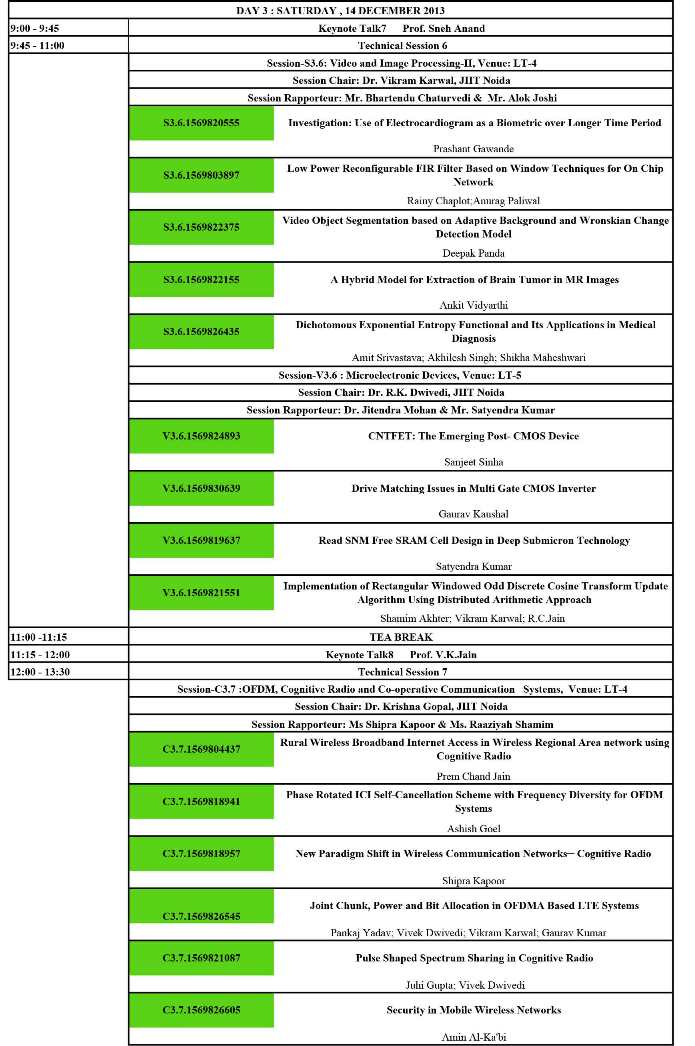 DAY 3 : SATURDAY , 14 DECEMBER 2013
9:00 - 9:45 Keynote Talk7 Prof. Sneh Anand
9:45 - 11:00 Technical Session 6
Session-S3.6: Video and Image Processing-II, Venue: LT-4
Session Chair: Dr. Vikram Karwal, JIIT Noida
Session Rapporteur: Mr. Bhartendu Chaturvedi & Mr. Alok Joshi
S3.6.1569820555 Investigation: Use of Electrocardiogram as a Biometric over Longer Time Period
Prashant Gawande
S3.6.1569803897 Low Power Reconfigurable FIR Filter Based on Window Techniques for On Chip
Network
Rainy Chaplot;Anurag Paliwal
S3.6.1569822375 Video Object Segmentation based on Adaptive Background and Wronskian Change
Detection Model
Deepak Panda
S3.6.1569822155 A Hybrid Model for Extraction of Brain Tumor in MR Images
Ankit Vidyarthi
S3.6.1569826435 Dichotomous Exponential Entropy Functional and Its Applications in Medical
Diagnosis
Amit Srivastava; Akhilesh Singh; Shikha Maheshwari
Session-V3.6 : Microelectronic Devices, Venue: LT-5
Session Chair: Dr. R.K. Dwivedi, JIIT Noida
Session Rapporteur: Dr. Jitendra Mohan & Mr. Satyendra Kumar
V3.6.1569824893 CNTFET: The Emerging Post- CMOS Device
Sanjeet Sinha
V3.6.1569830639 Drive Matching Issues in Multi Gate CMOS Inverter
Gaurav Kaushal
V3.6.1569819637 Read SNM Free SRAM Cell Design in Deep Submicron Technology
Satyendra Kumar
V3.6.1569821551 Implementation of Rectangular Windowed Odd Discrete Cosine Transform Update
Algorithm Using Distributed Arithmetic Approach
Shamim Akhter; Vikram Karwal; R.C.Jain
11:00 -11:15 TEA BREAK
11:15 - 12:00 Keynote Talk8 Prof. V.K.Jain
12:00 - 13:30 Technical Session 7
Session-C3.7 :OFDM, Cognitive Radio and Co-operative Communication Systems, Venue: LT-4
Session Chair: Dr. Krishna Gopal, JIIT Noida
Session Rapporteur: Ms Shipra Kapoor & Ms. Raaziyah Shamim
C3.7.1569804437 Rural Wireless Broadband Internet Access in Wireless Regional Area network using
Cognitive Radio
Prem Chand Jain
C3.7.1569818941 Phase Rotated ICI Self-Cancellation Scheme with Frequency Diversity for OFDM
Systems
Ashish Goel
C3.7.1569818957 New Paradigm Shift in Wireless Communication Networks─ Cognitive Radio
Shipra Kapoor
C3.7.1569826545 Joint Chunk, Power and Bit Allocation in OFDMA Based LTE Systems
Pankaj Yadav; Vivek Dwivedi; Vikram Karwal; Gaurav Kumar
C3.7.1569821087 Pulse Shaped Spectrum Sharing in Cognitive Radio
Juhi Gupta; Vivek Dwivedi
C3.7.1569826605 Security in Mobile Wireless Networks
Amin Al-Ka'bi